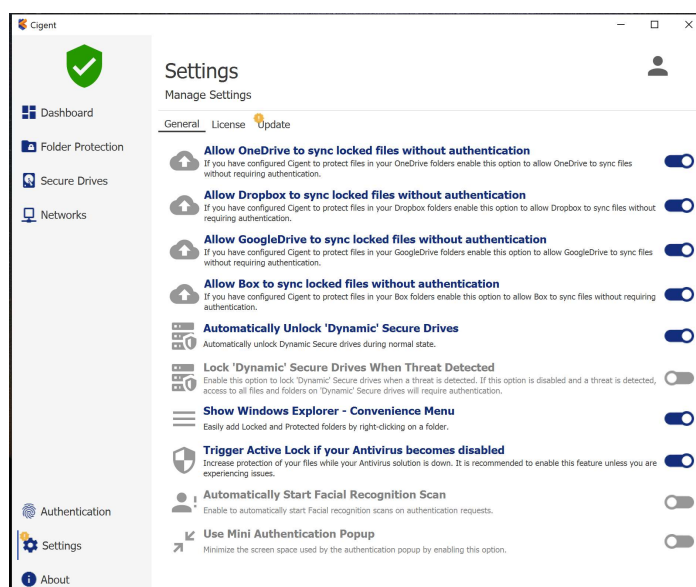 Cigent
Settings
Manage Settings
Dashboard
Folder Protection
Secure Drives
Networks
Authentication
Settings
About
General License Update
Allow OneDrive to sync locked files without authentication
If you have configured Cigent to protect files in your OneDrive folders enable this option to allow OneDrive to sync files
without requiring authentication.
Allow Dropbox to sync locked files without authentication
If you have configured Cigent to protect files in your Dropbox folders enable this option to allow Dropbox to sync files without
requiring authentication.
Allow GoogleDrive to sync locked files without authentication
If you have configured Cigent to protect files in your GoogleDrive folders enable this option to allow GoogleDrive to sync files
without requiring authentication.
Allow Box to sync locked files without authentication
If you have configured Cigent to protect files in your Box folders enable this option to allow Box to sync files without requiring
authentication.
Automatically Unlock 'Dynamic' Secure Drives
Automatically unlock Dynamic Secure drives during normal state.
Lock 'Dynamic' Secure Drives When Threat Detected
Enable this option to lock 'Dynamic' Secure drives when a threat is detected. If this option is disabled and a threat is detected,
access to all files and folders on 'Dynamic' Secure drives will require authentication.
Show Windows Explorer - Convenience Menu
Easily add Locked and Protected folders by right-clicking on a folder.
Trigger Active Lock if your Antivirus becomes disabled
Increase protection of your files while your Antivirus solution is down. It is recommended to enable this feature unless you are
experiencing issues.
Automatically Start Facial Recognition Scan
Enable to automatically start Facial recognition scans on authentication requests.
Use Mini Authentication Popup
Minimize the screen space used by the authentication popup by enabling this option.